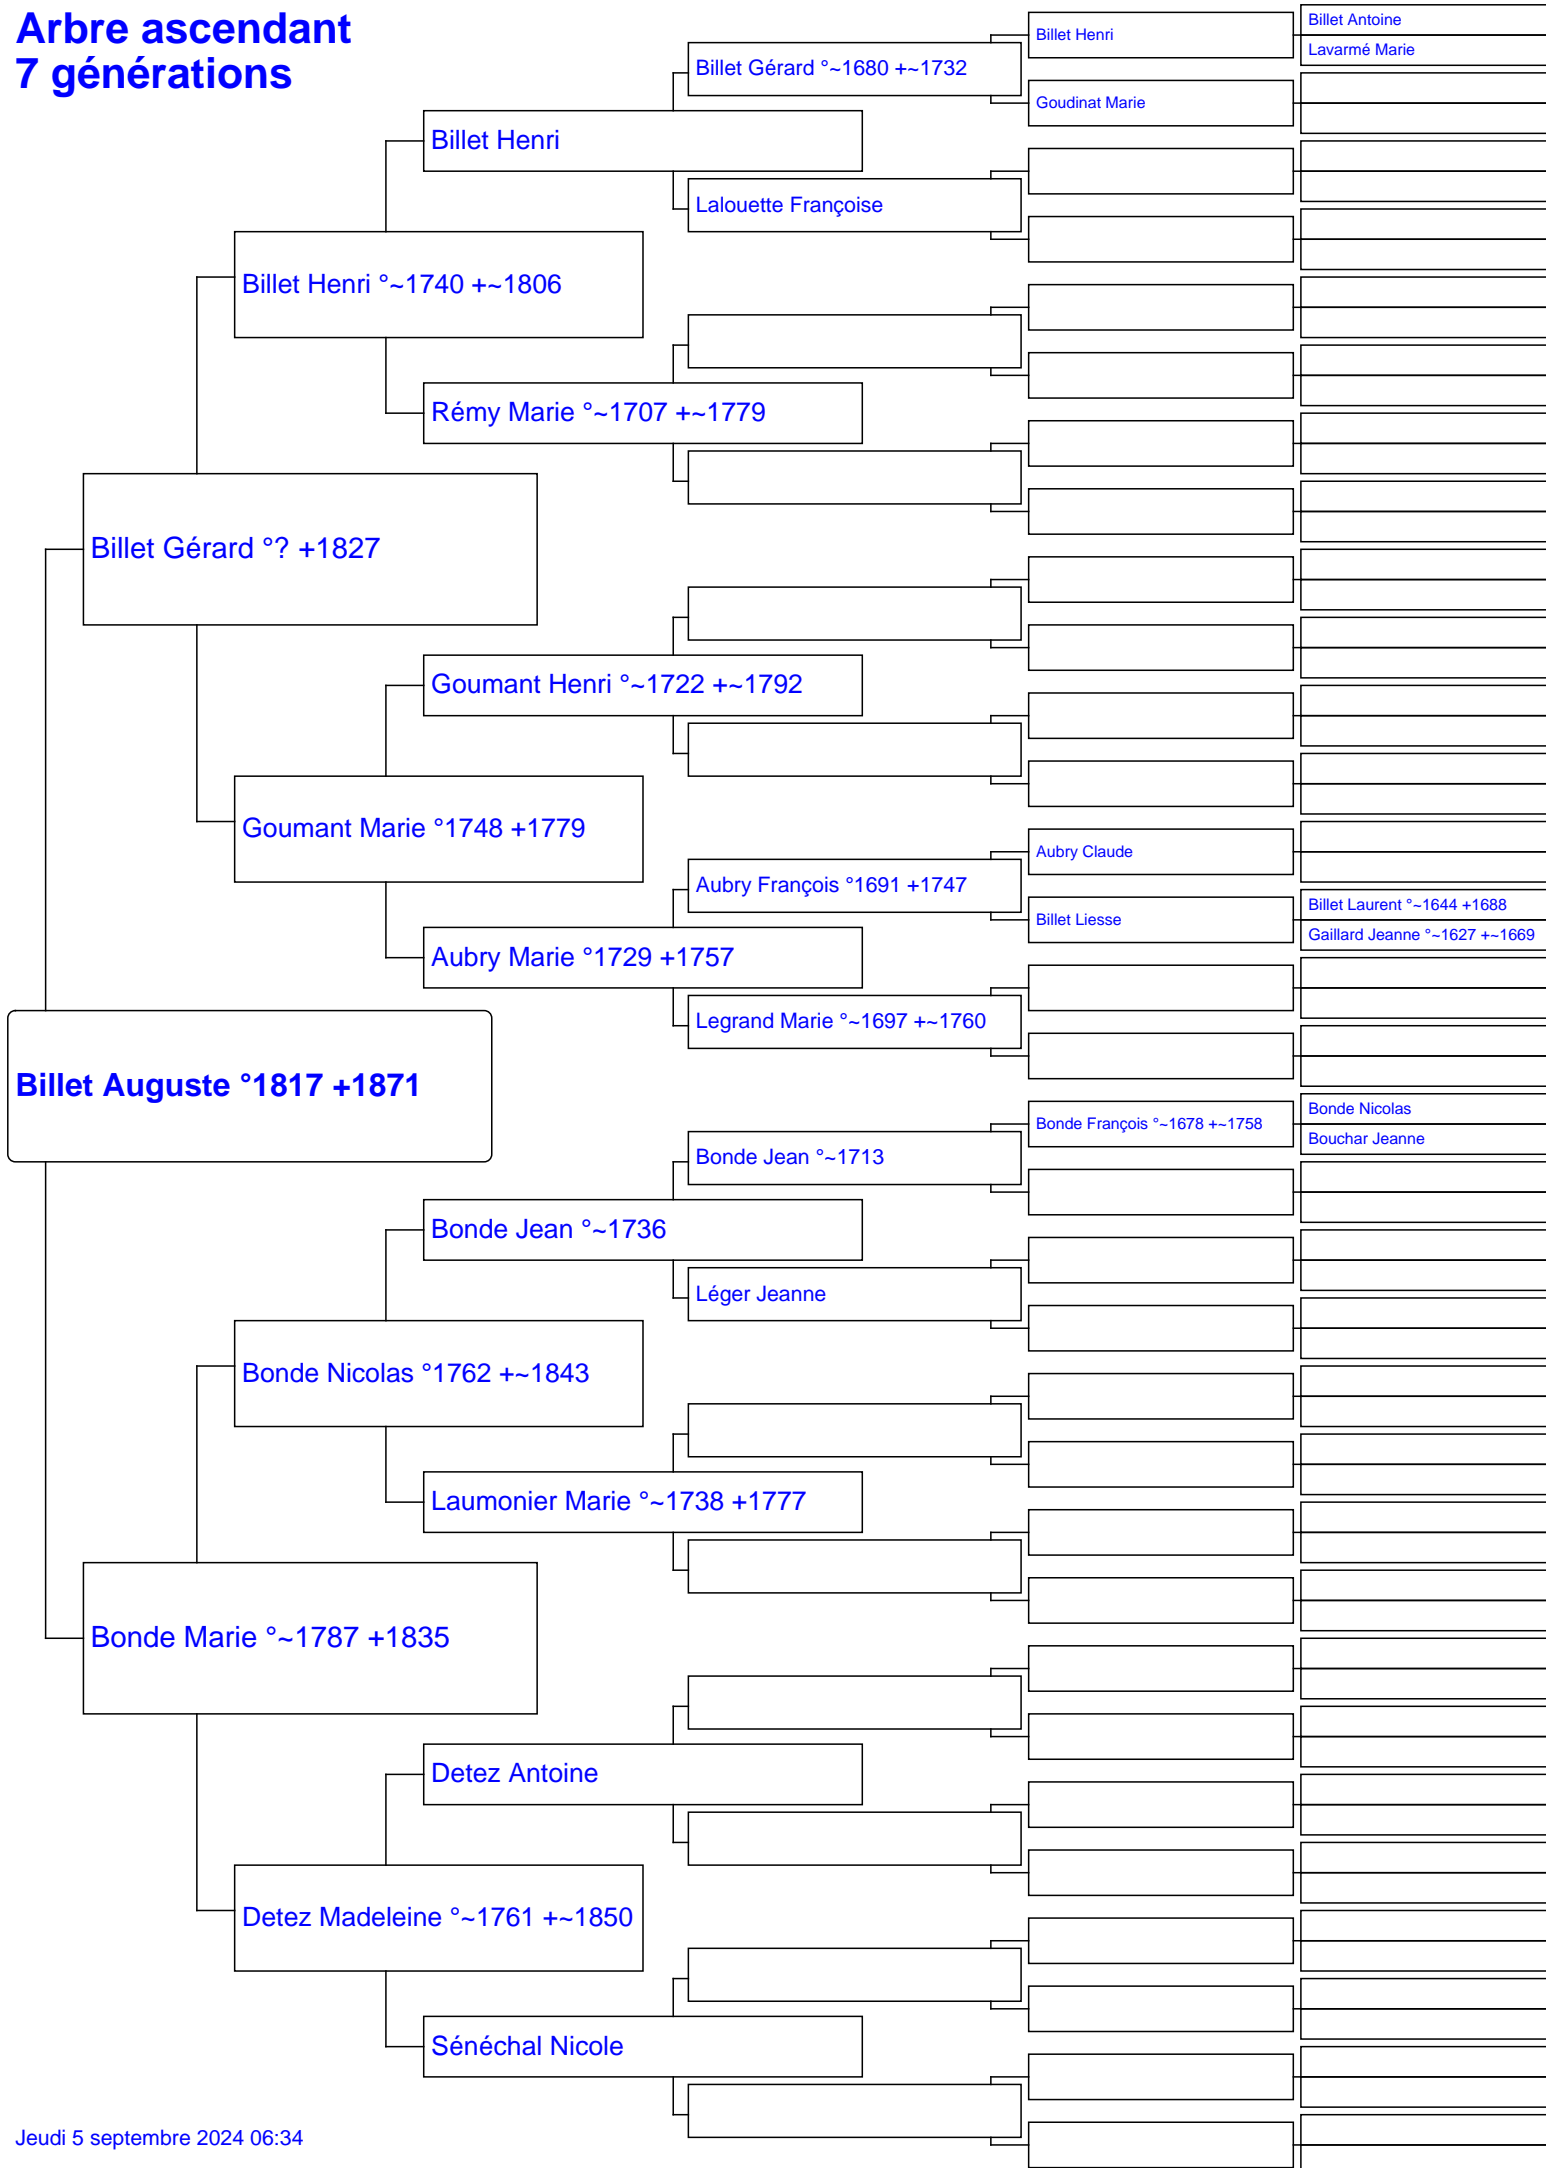 Arbre ascendant
7 générations
Billet Auguste °1817 +1871
Billet Gérard °? +1827
Bonde Marie °~1787 +1835
Billet Henri °~1740 +~1806
Goumant Marie °1748 +1779
Bonde Nicolas °1762 +~1843
Detez Madeleine °~1761 +~1850
Billet Henri
Rémy Marie °~1707 +~1779
Goumant Henri °~1722 +~1792
Aubry Marie °1729 +1757
Bonde Jean °~1736
Laumonier Marie °~1738 +1777
Detez Antoine
Sénéchal Nicole
Billet Gérard °~1680 +~1732
Lalouette Françoise
Aubry François °1691 +1747
Legrand Marie °~1697 +~1760
Bonde Jean °~1713
Léger Jeanne
Billet Henri
Goudinat Marie
Aubry Claude
Billet Liesse
Bonde François °~1678 +~1758
Billet Antoine
Lavarmé Marie
Billet Laurent °~1644 +1688
Gaillard Jeanne °~1627 +~1669
Bonde Nicolas
Bouchar Jeanne
Jeudi 5 septembre 2024 06:34